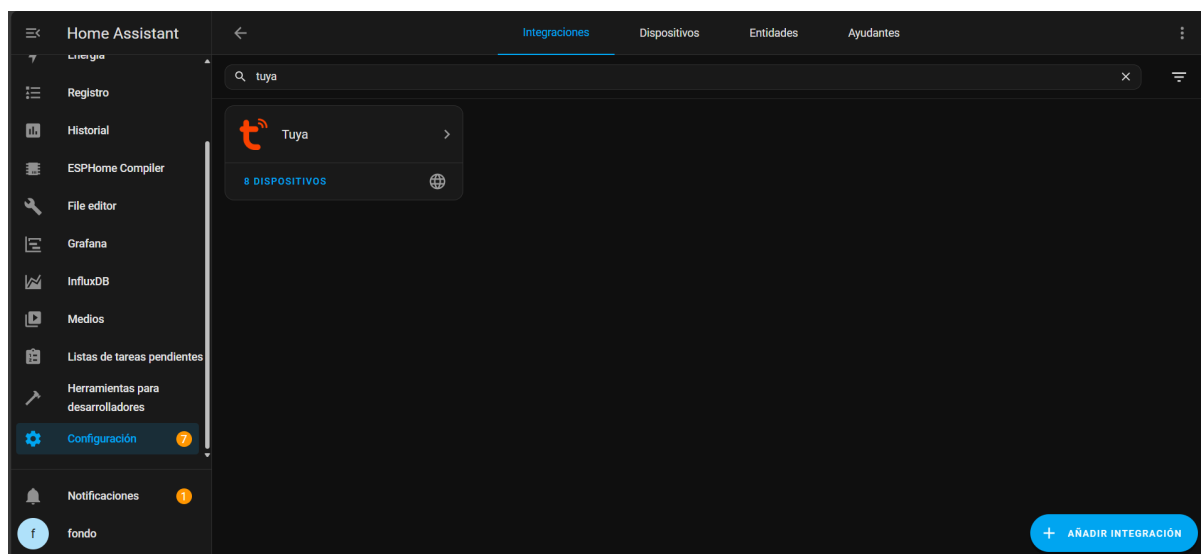 Home Assistant
Integraciones
Dispositivos
Entidades
Ayudantes
Energía
Registro
Historial
ESPHome Compiler
File editor
Grafana
InfluxDB
Medios
Listas de tareas pendientes
Herramientas para
desarrolladores
Configuración 7
Notificaciones 1
f fondo
tuya
Tuya
8 DISPOSITIVOS
+ AÑADIR INTEGRACIÓN